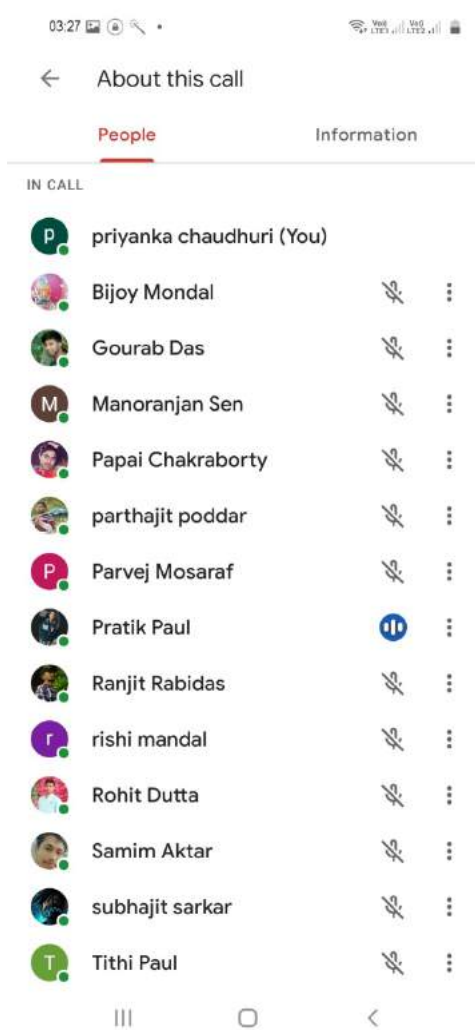 03:27
About this call
People Information
IN CALL
p priyanka chaudhuri (You)
Bijoy Mondal
Gourab Das
M Manoranjan Sen
Papai Chakraborty
parthajit poddar
P Parvej Mosaraf
Pratik Paul
Ranjit Rabidas
r rishi mandal
Rohit Dutta
Samim Aktar
subhajit sarkar
T Tithi Paul